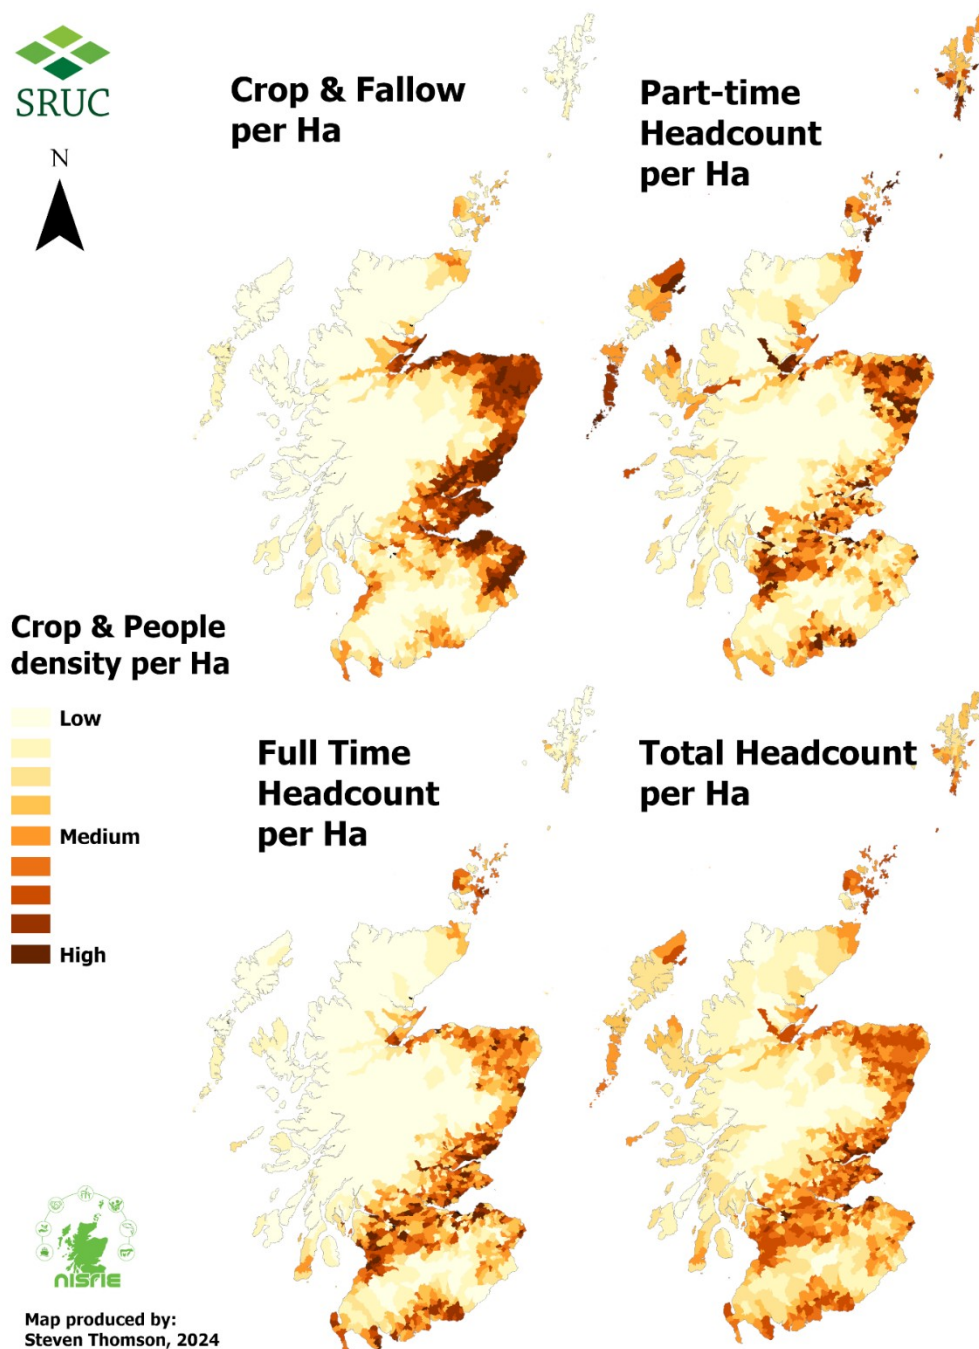 SRUC
N
Crop & Fallow
per Ha
Part-time
Headcount
per Ha
Crop & People
density per Ha
Low
Medium
High
Full Time
Headcount
per Ha
Total Headcount
per Ha
nisrie
Map produced by:
Steven Thomson, 2024